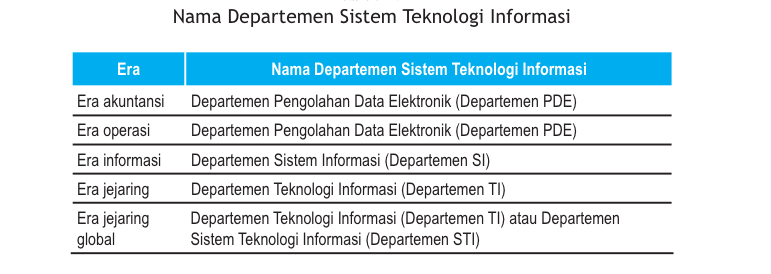 Nama Departemen Sistem Teknologi Informasi
Era Nama Departemen Sistem Teknologi Informasi
Era akuntansi Departemen Pengolahan Data Elektronik (Departemen PDE)
Era operasi Departemen Pengolahan Data Elektronik (Departemen PDE)
Era informasi Departemen Sistem Informasi (Departemen SI)
Era jejaring Departemen Teknologi Informasi (Departemen TI)
Era jejaring Departemen Teknologi Informasi (Departemen TI) atau Departemen
global Sistem Teknologi Informasi (Departemen STI)